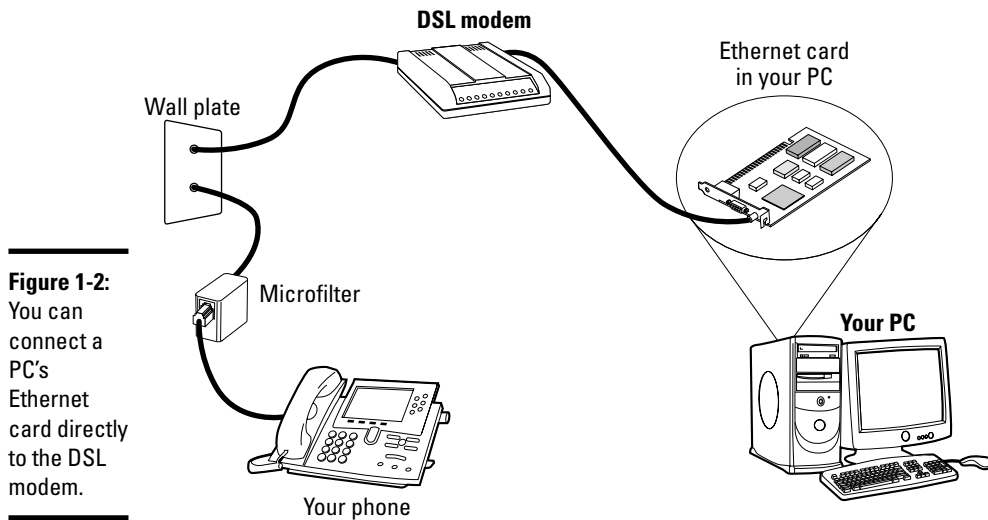 DSL modem
Ethernet card
in your PC
Wall plate
Microfilter
Your PC
Your phone
Figure 1-2:
You can
connect a
PC’s
Ethernet
card directly
to the DSL
modem.